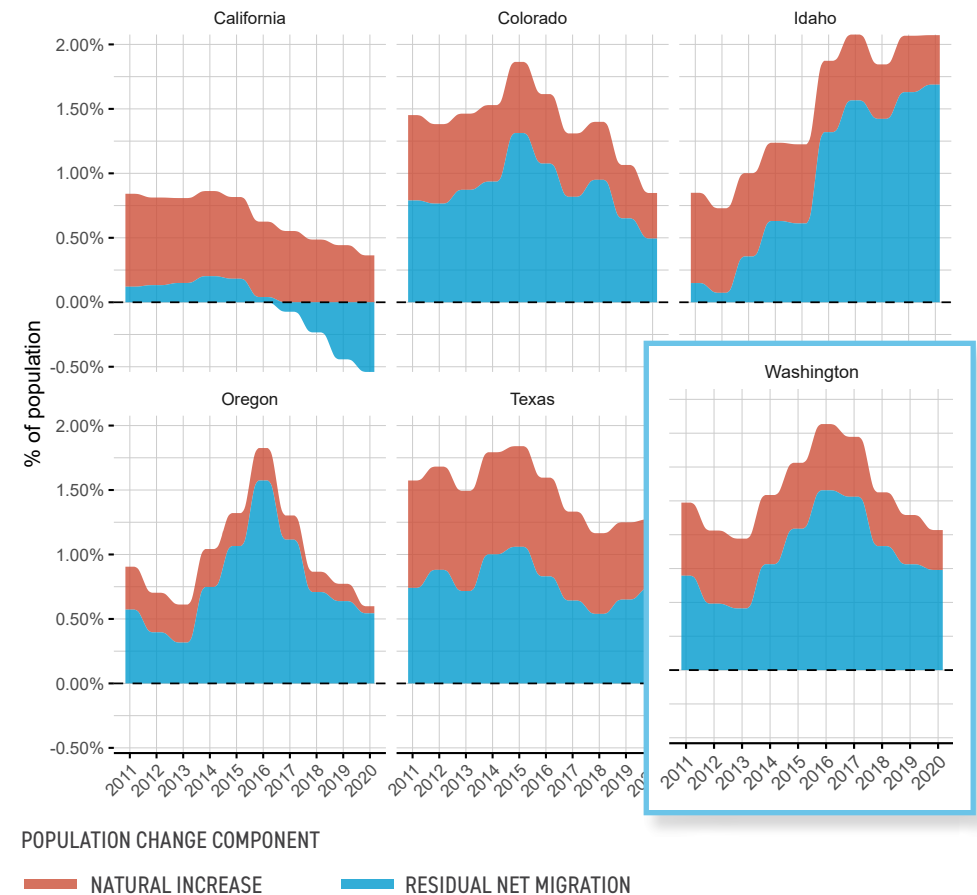 California Colorado Idaho
2.00%
1.50%
1.00%
0.50%
0.00%
-0.50%
% of population
Oregon Texas Washington
2.00%
1.50%
1.00%
0.50%
0.00%
-0.50%
2011 2012 2013 2014 2015 2016 2017 2018 2019 2020
2011 2012 2013 2014 2015 2016 2017 2018 2019
2011 2012 2013 2014 2015 2016 2017 2018 2019 2020
POPULATION CHANGE COMPONENT
NATURAL INCREASE RESIDUAL NET MIGRATION